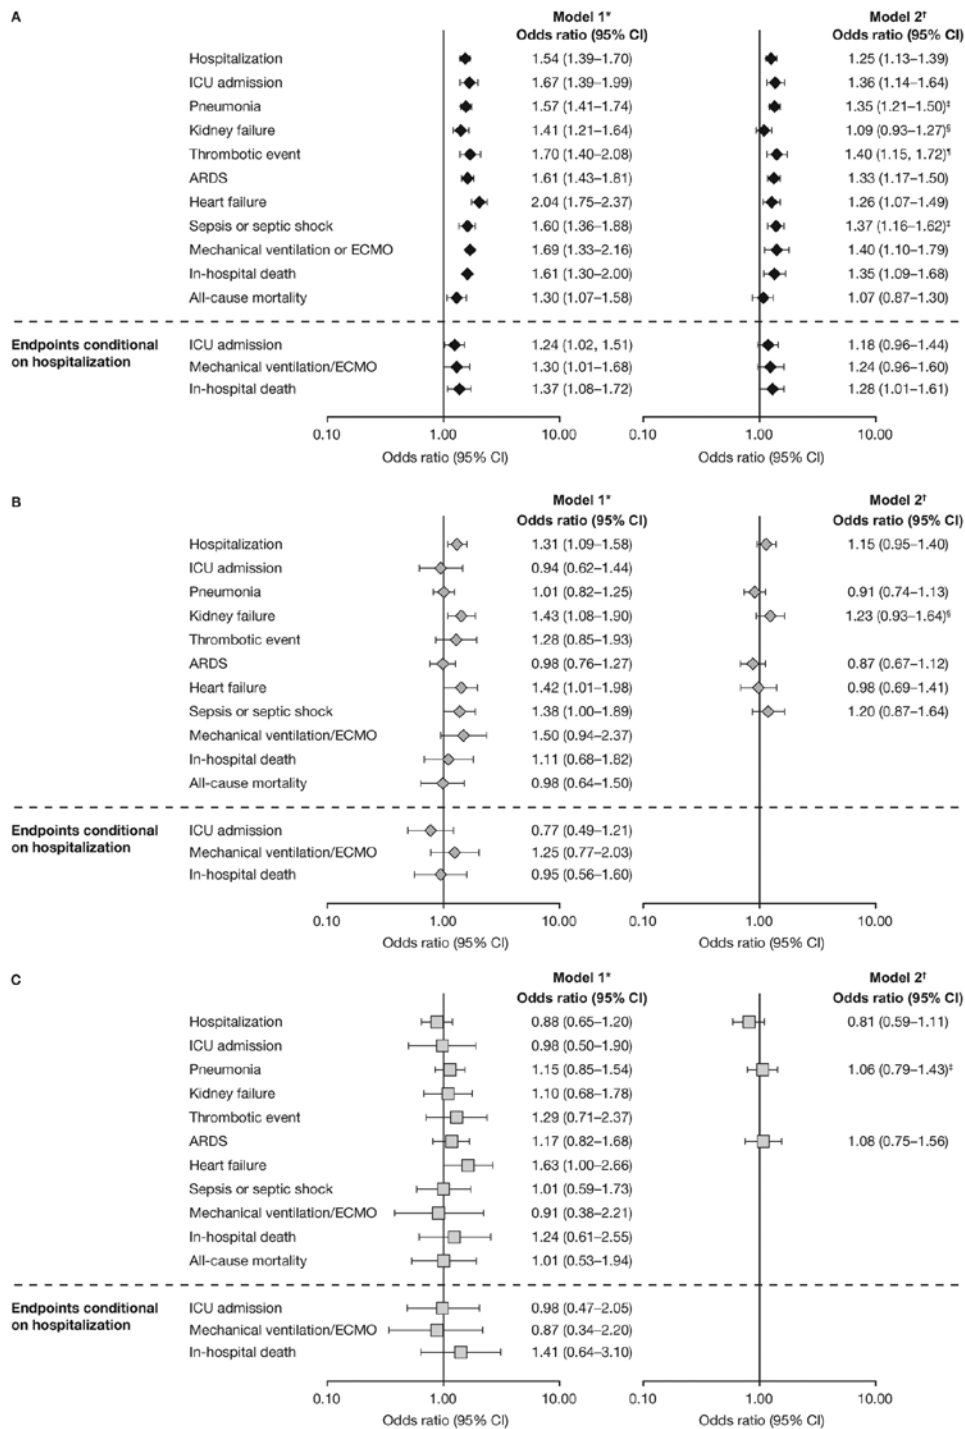 A
Model 1* Model 2†
Odds ratio (95% CI) Odds ratio (95% CI)
Hospitalization 1.54 (1.39–1.70) 1.25 (1.13–1.39)
ICU admission 1.67 (1.39–1.99) 1.36 (1.14–1.64)
Pneumonia 1.57 (1.41–1.74) 1.35 (1.21–1.50)‡
Kidney failure 1.41 (1.21–1.64) 1.09 (0.93–1.27)§
Thrombotic event 1.70 (1.40–2.08) 1.40 (1.15, 1.72)¶
ARDS 1.61 (1.43–1.81) 1.33 (1.17–1.50)
Heart failure 2.04 (1.75–2.37) 1.26 (1.07–1.49)
Sepsis or septic shock 1.60 (1.36–1.88) 1.37 (1.16–1.62)‡
Mechanical ventilation or ECMO 1.69 (1.33–2.16) 1.40 (1.10–1.79)
In-hospital death 1.61 (1.30–2.00) 1.35 (1.09–1.68)
All-cause mortality 1.30 (1.07–1.58) 1.07 (0.87–1.30)
Endpoints conditional ICU admission 1.24 (1.02, 1.51) 1.18 (0.96–1.44)
on hospitalization Mechanical ventilation/ECMO 1.30 (1.01–1.68) 1.24 (0.96–1.60)
In-hospital death 1.37 (1.08–1.72) 1.28 (1.01–1.61)
0.10 1.00 10.00 0.10 1.00 10.00
Odds ratio (95% CI) Odds ratio (95% CI)
B
Model 1* Model 2†
Odds ratio (95% CI) Odds ratio (95% CI)
Hospitalization 1.31 (1.09–1.58) 1.15 (0.95–1.40)
ICU admission 0.94 (0.62–1.44)
Pneumonia 1.01 (0.82–1.25) 0.91 (0.74–1.13)
Kidney failure 1.43 (1.08–1.90) 1.23 (0.93–1.64)§
Thrombotic event 1.28 (0.85–1.93)
ARDS 0.98 (0.76–1.27) 0.87 (0.67–1.12)
Heart failure 1.42 (1.01–1.98) 0.98 (0.69–1.41)
Sepsis or septic shock 1.38 (1.00–1.89) 1.20 (0.87–1.64)
Mechanical ventilation/ECMO 1.50 (0.94–2.37)
In-hospital death 1.11 (0.68–1.82)
All-cause mortality 0.98 (0.64–1.50)
Endpoints conditional ICU admission 0.77 (0.49–1.21)
on hospitalization Mechanical ventilation/ECMO 1.25 (0.77–2.03)
In-hospital death 0.95 (0.56–1.60)
0.10 1.00 10.00 0.10 1.00 10.00
Odds ratio (95% CI) Odds ratio (95% CI)
C
Model 1* Model 2†
Odds ratio (95% CI) Odds ratio (95% CI)
Hospitalization 0.88 (0.65–1.20) 0.81 (0.59–1.11)
ICU admission 0.98 (0.50–1.90)
Pneumonia 1.15 (0.85–1.54) 1.06 (0.79–1.43)‡
Kidney failure 1.10 (0.68–1.78)
Thrombotic event 1.29 (0.71–2.37)
ARDS 1.17 (0.82–1.68) 1.08 (0.75–1.56)
Heart failure 1.63 (1.00–2.66)
Sepsis or septic shock 1.01 (0.59–1.73)
Mechanical ventilation/ECMO 0.91 (0.38–2.21)
In-hospital death 1.24 (0.61–2.55)
All-cause mortality 1.01 (0.53–1.94)
Endpoints conditional ICU admission 0.98 (0.47–2.05)
on hospitalization Mechanical ventilation/ECMO 0.87 (0.34–2.20)
In-hospital death 1.41 (0.64–3.10)
0.10 1.00 10.00 0.10 1.00 10.00
Odds ratio (95% CI) Odds ratio (95% CI)